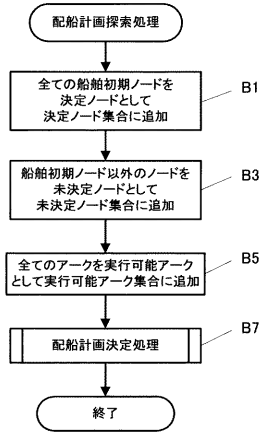 配船計画探索処理
全ての船舶初期ノードを
決定ノードとして
決定ノード集合に追加
B1
船舶初期ノード以外のノードを
未決定ノードとして
未決定ノード集合に追加
B3
全てのアークを実行可能アーク
として実行可能アーク集合に追加
B5
配船計画決定処理
B7
終了